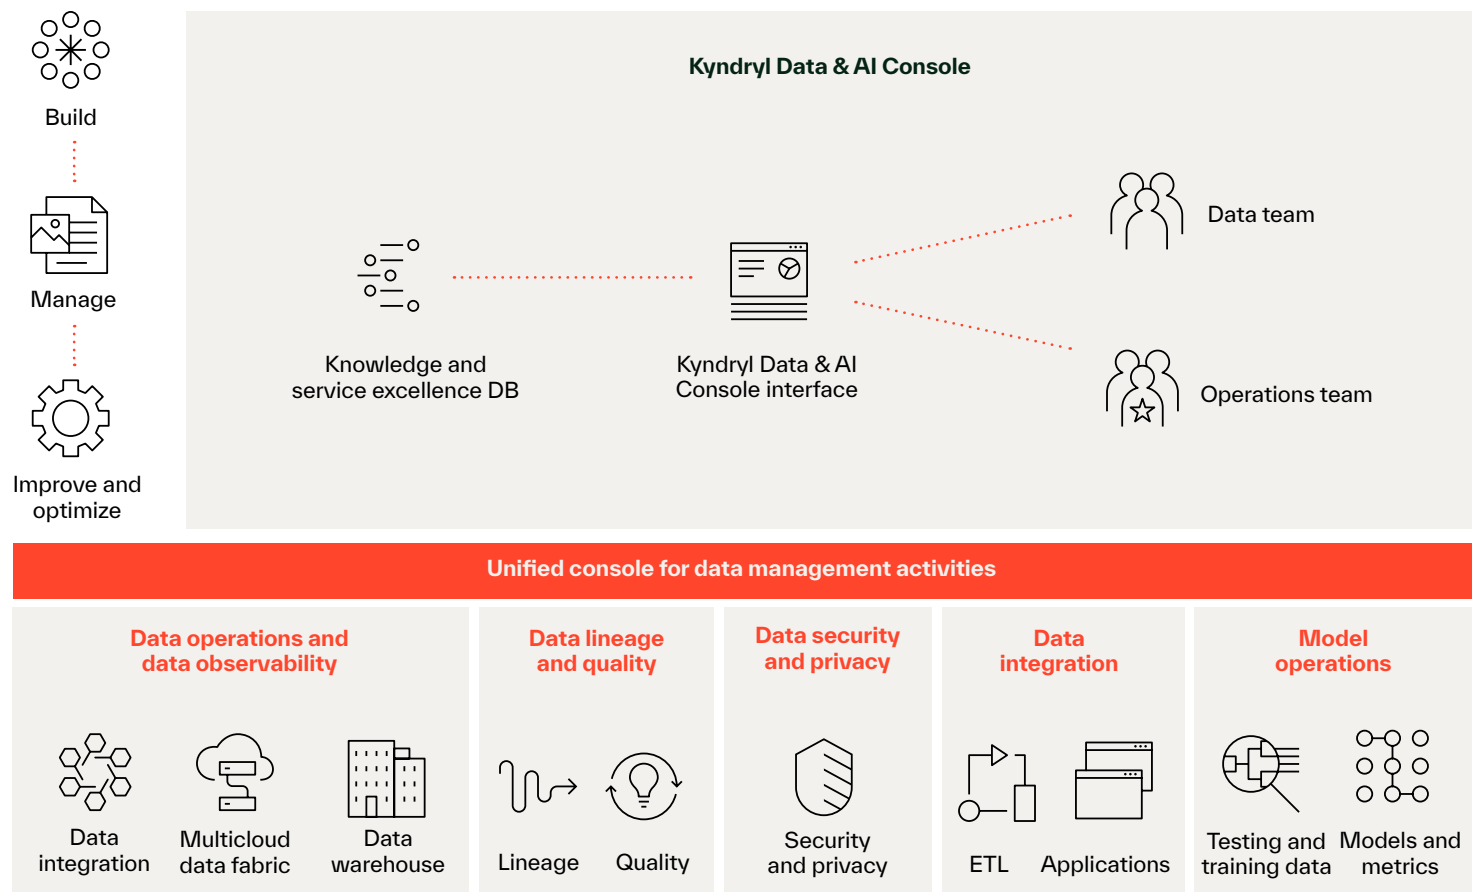 Build
Manage
Improve and
optimize
Kyndryl Data & AI Console
Knowledge and
service excellence DB
Kyndryl Data & AI
Console interface
Data team
Operations team
Unified console for data management activities
Data operations and
data observability
Data
integration
Multicloud
data fabric
Data
warehouse
Data lineage
and quality
Lineage
Quality
Data security
and privacy
Security
and privacy
Data
integration
ETL
Applications
Model
operations
Testing and
training data
Models and
metrics